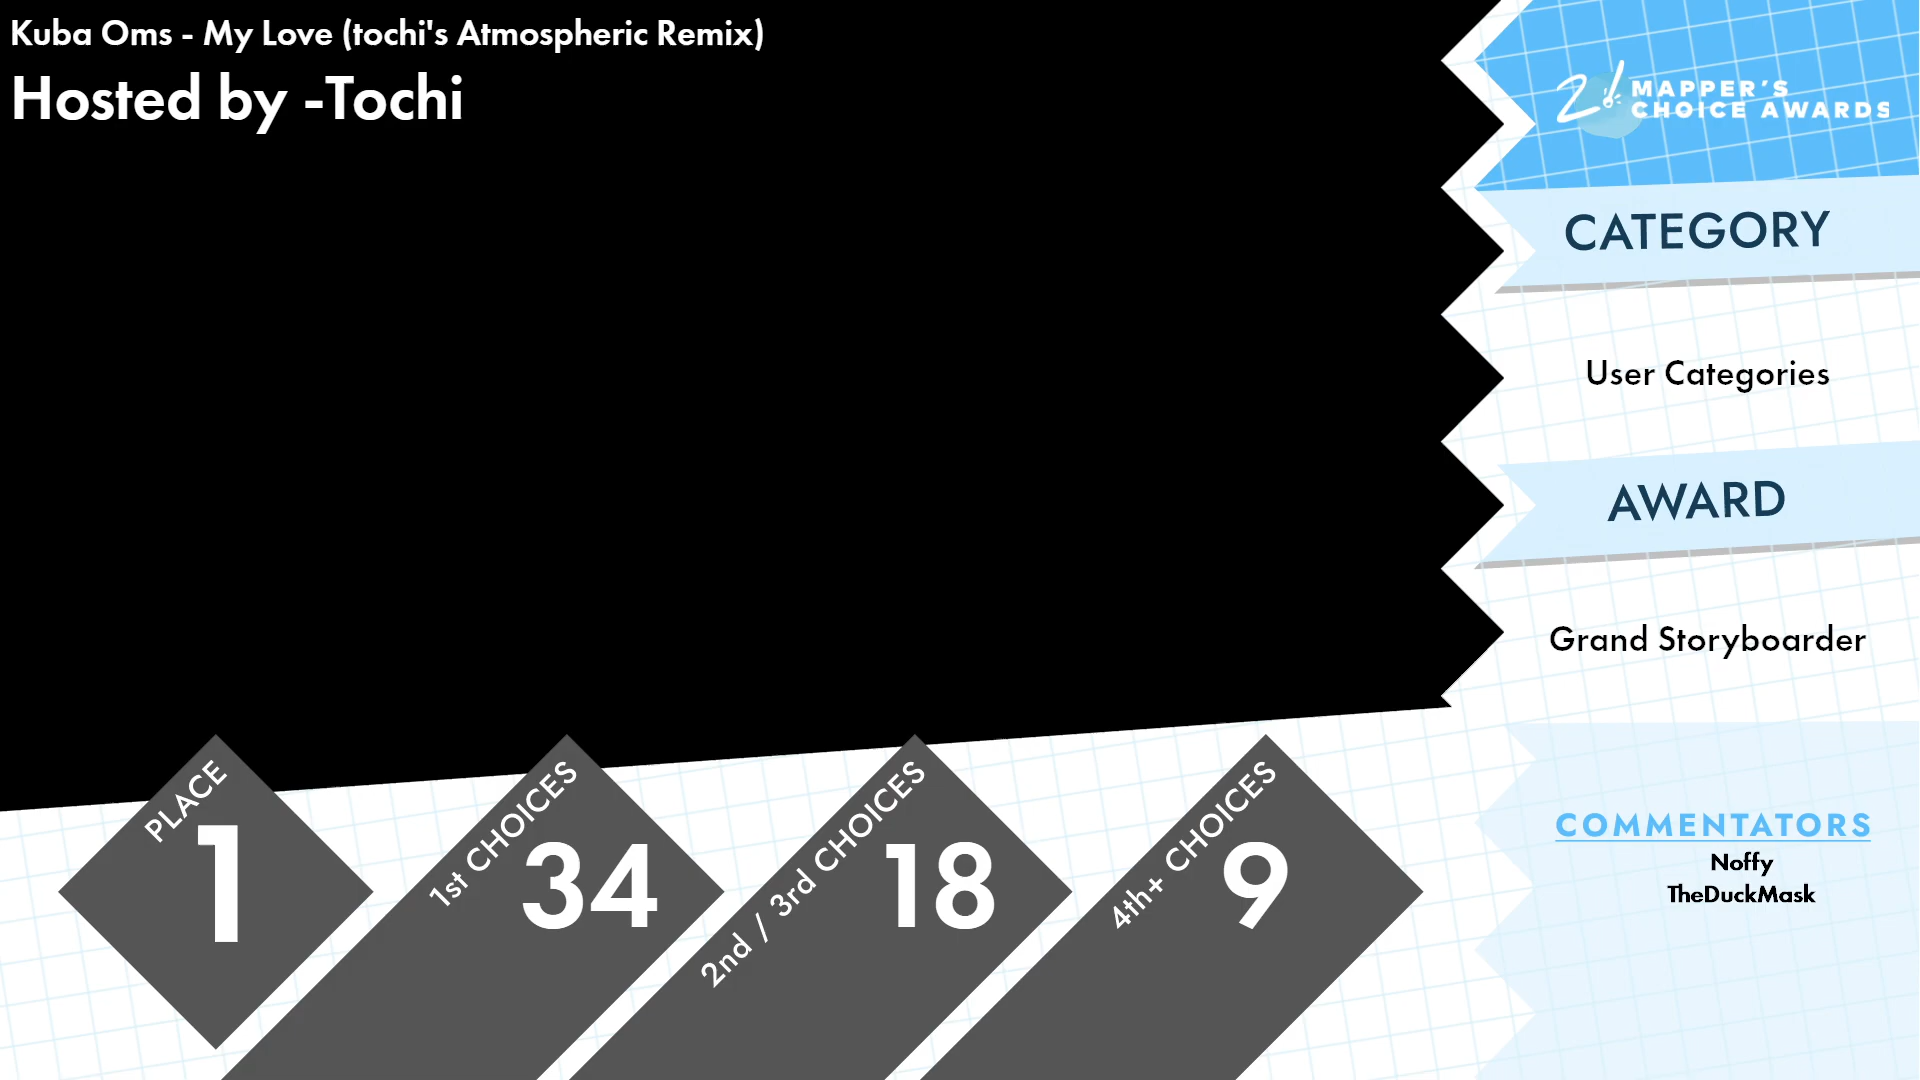 Kuba Oms - My Love (tochi's Atmospheric Remix)
Hosted by -Tochi
2!
MAPPER'S
CHOICE AWARDS
CATEGORY
User Categories
AWARD
Grand Storyboarder
PLACE
1
1st CHOICES
34
2nd / 3rd CHOICES
18
4th+ CHOICES
9
COMMENTATORS
Noffy
TheDuckMask